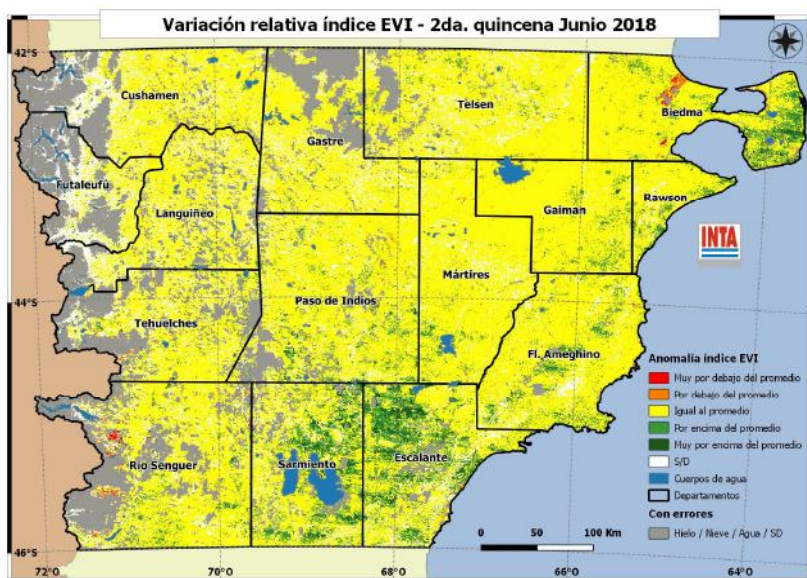 Variación relativa índice EVI - 2da. quincena Junio 2018
42°S
44°S
46°S
72°O
70°O
68°O
66°O
64°O
Cushamen
Telsen
Biedma
Gastre
Futaleufú
Languiñeo
Gaiman
Rawson
INTA
Mártires
Paso de Indios
Tehuelches
Fl. Ameghino
Río Senguer
Sarmiento
Escalante
Anomalía índice EVI
Muy por debajo del promedio
Por debajo del promedio
Igual al promedio
Por encima del promedio
Muy por encima del promedio
S/D
Cuerpos de agua
Departamentos
Con errores
Hielo / Nieve / Agua / SD
0 50 100 Km